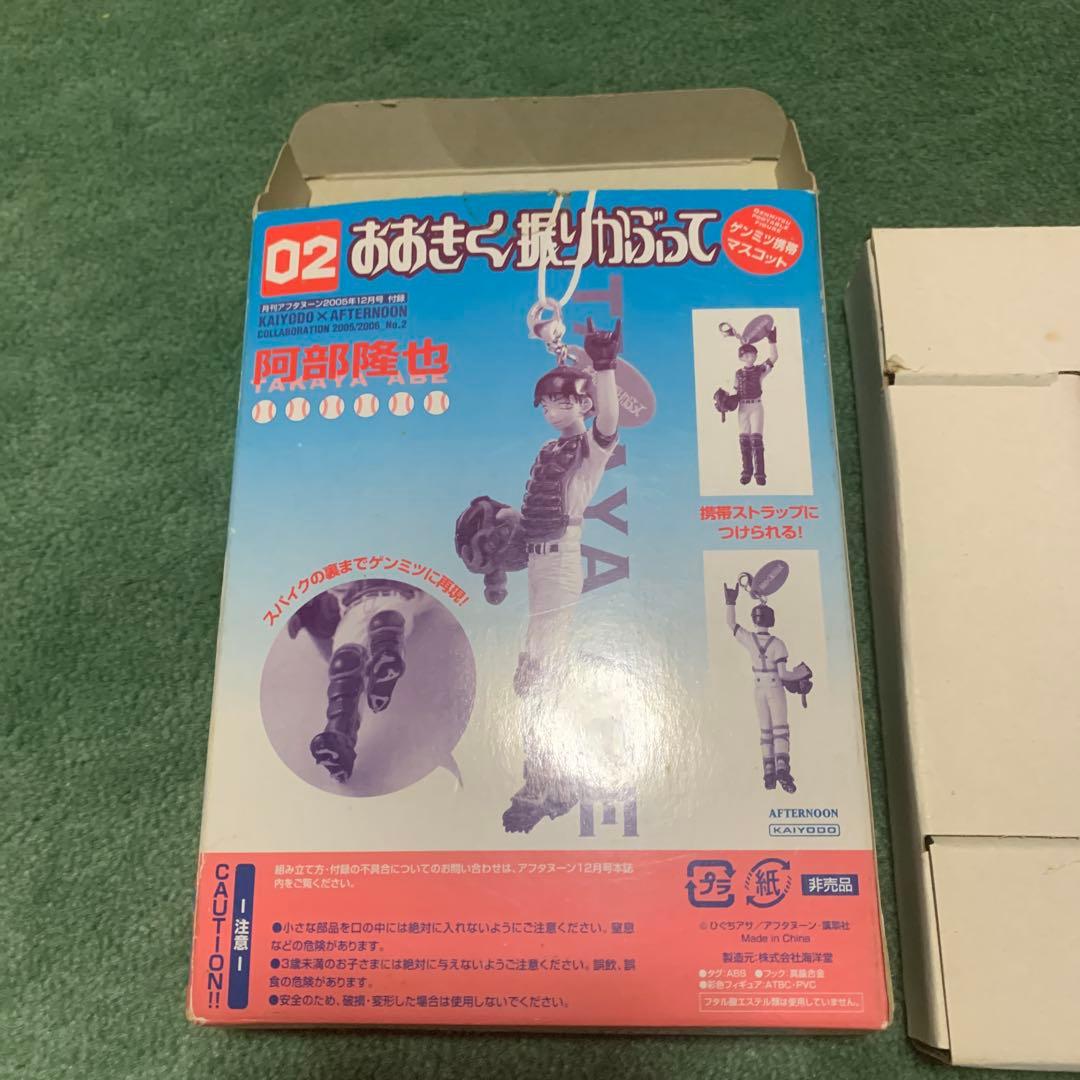 02
おおきく振りかぶって
GENMITSU
PORTABLE
FIGURE
ゲンミツ携帯
マスコット
月刊アフタヌーン2005年12月号 付録
KAIYODO×AFTERNOON
COLLABORATION 2005/2006_No.2
阿部隆也
TAKAYA ABE
携帯ストラップに
つけられる!
スパイクの裏までゲンミツに再現!
AFTERNOON
KAIYODO
CAUTION!!
ー注意ー
組み立て方・付録の不具合についてのお問い合わせは、アフタヌーン12月号本誌
内をご覧ください。
●小さな部品を口の中には絶対に入れないようにご注意ください。窒息
などの危険があります。
●3歳未満のお子さまには絶対に与えないようご注意ください。誤飲、誤
食の危険があります。
●安全のため、破損・変形した場合は使用しないでください。
プラ
紙
非売品
©ひぐちアサ/アフタヌーン・講談社
Made in China
製造元:株式会社海洋堂
●タグ:ABS ●フック:真鍮合金
●彩色フィギュア:ATBC・PVC
フタル酸エステル類は使用していません。